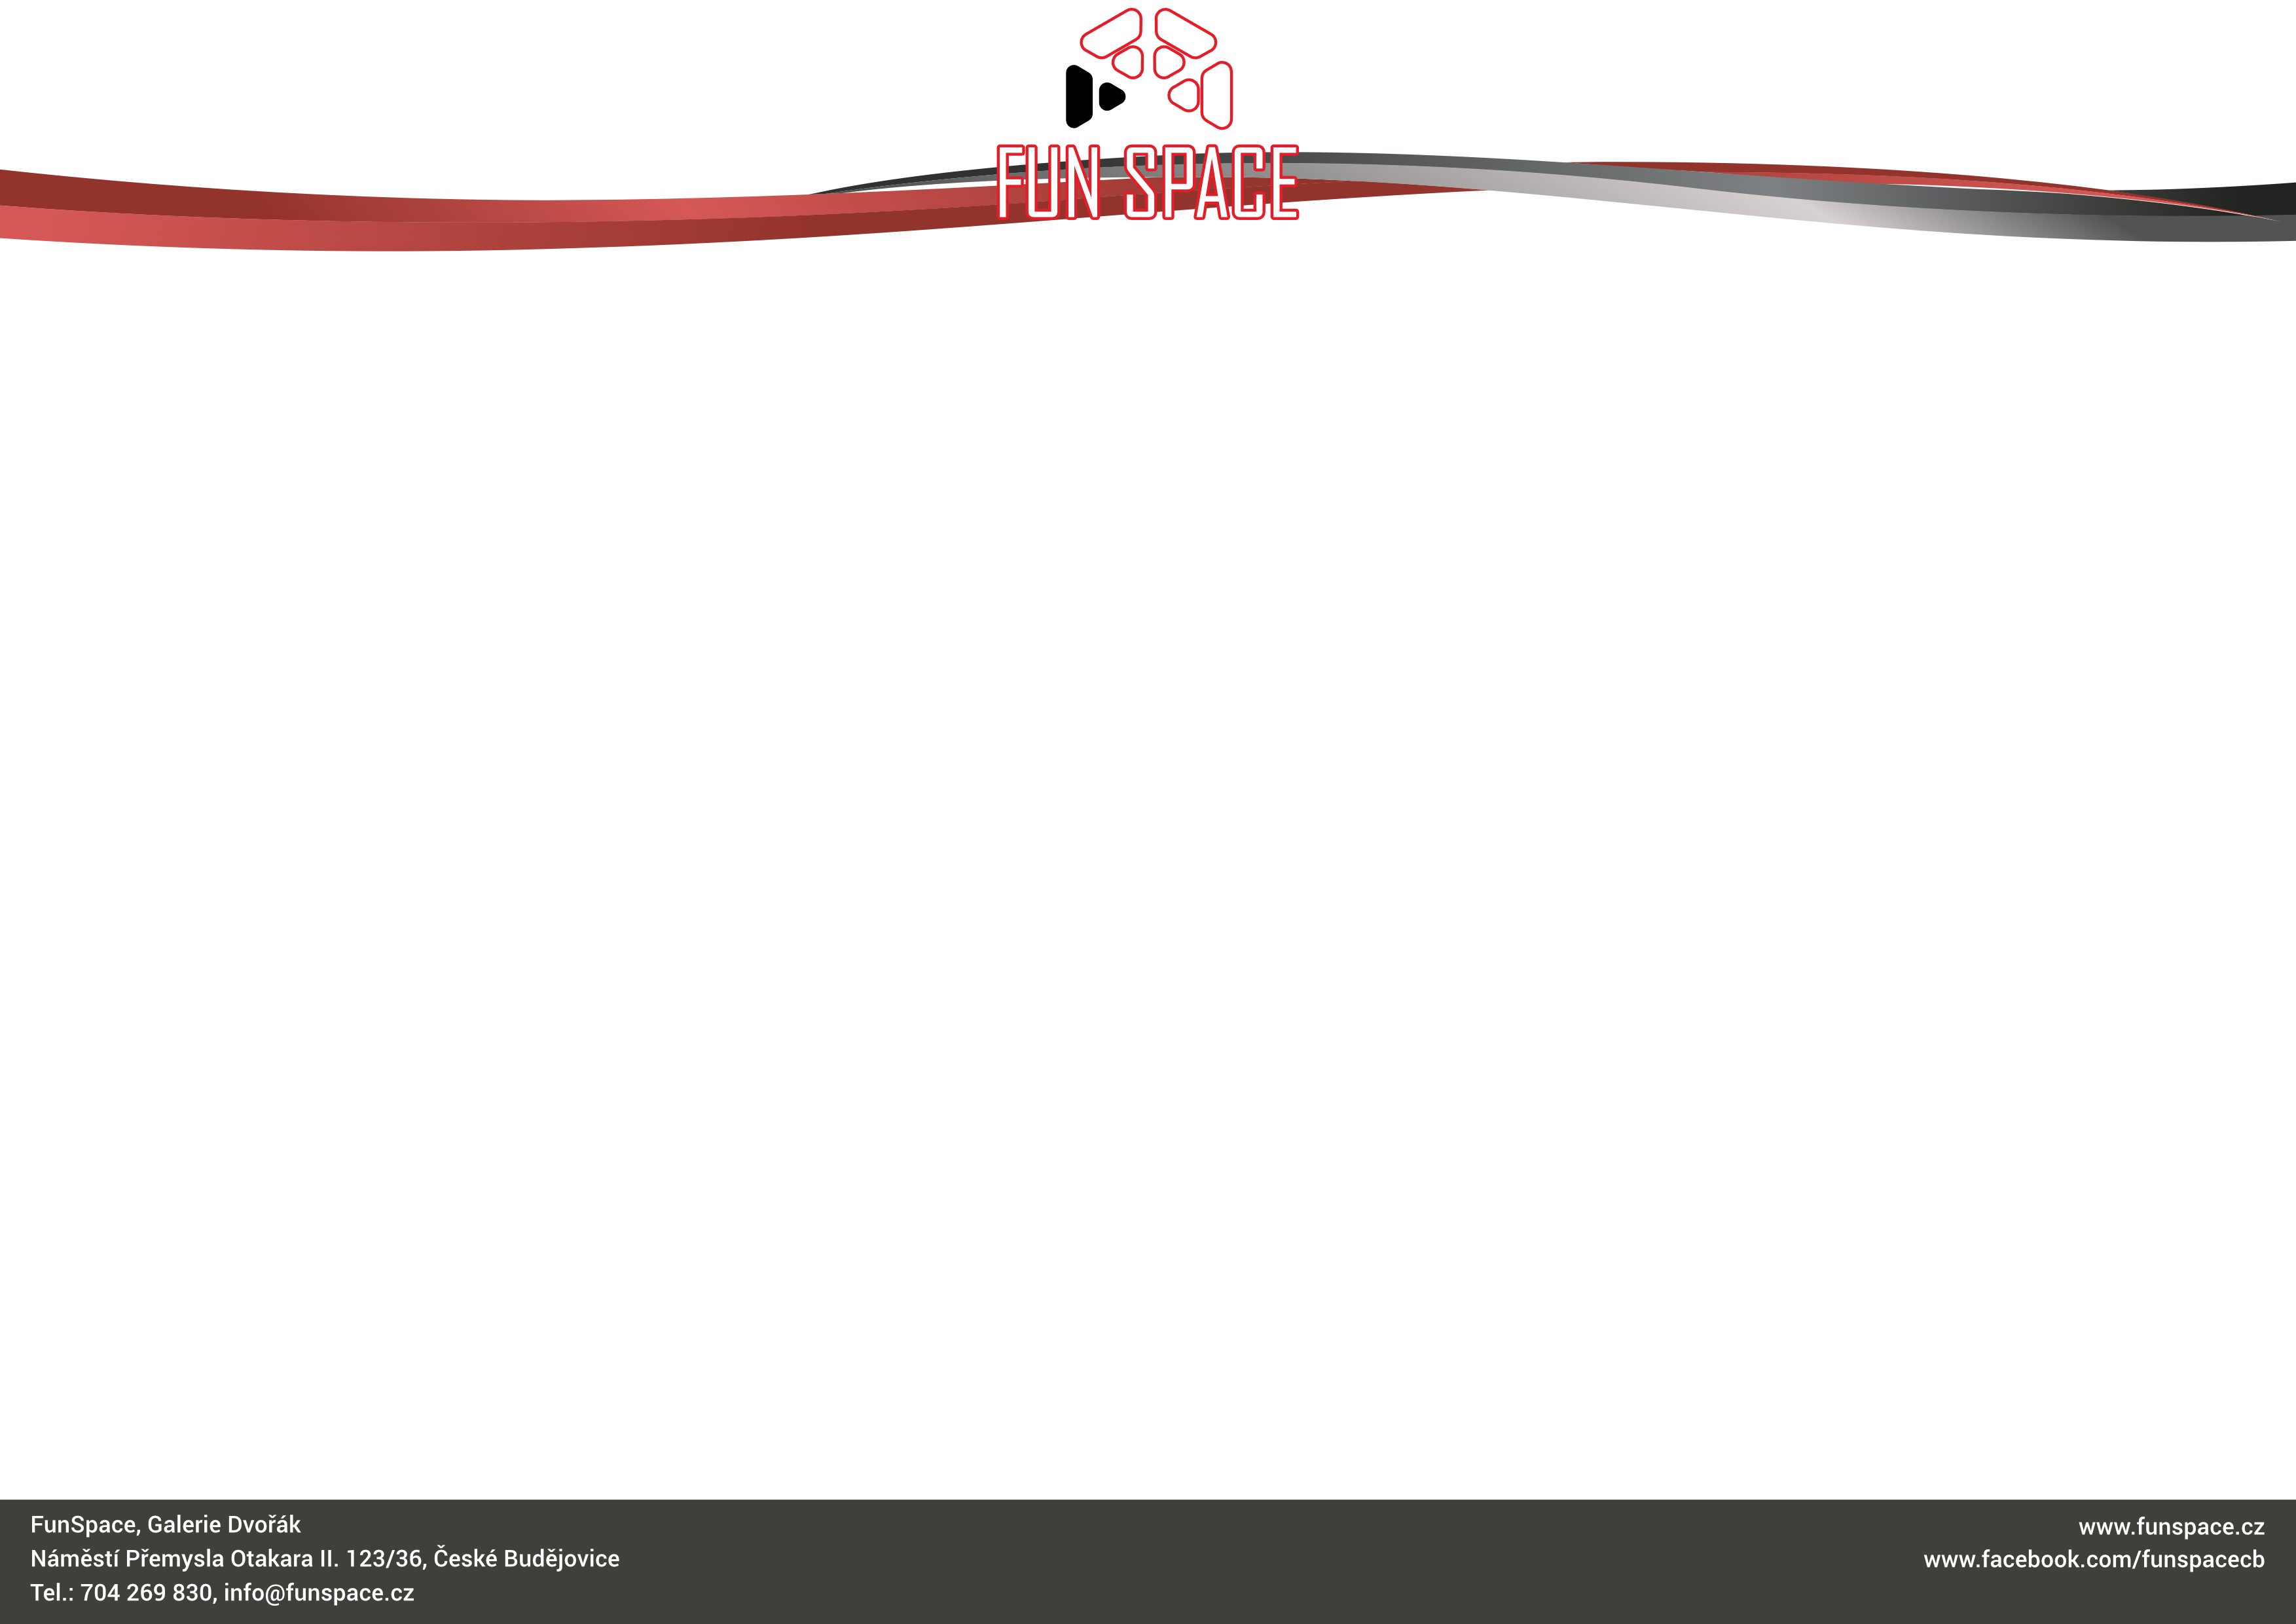 FUN SPACE
FunSpace, Galerie Dvořák
Náměstí Přemysla Otakara II. 123/36, České Budějovice
Tel.: 704 269 830, info@funspace.cz
www.funspace.cz
www.facebook.com/funspacecb